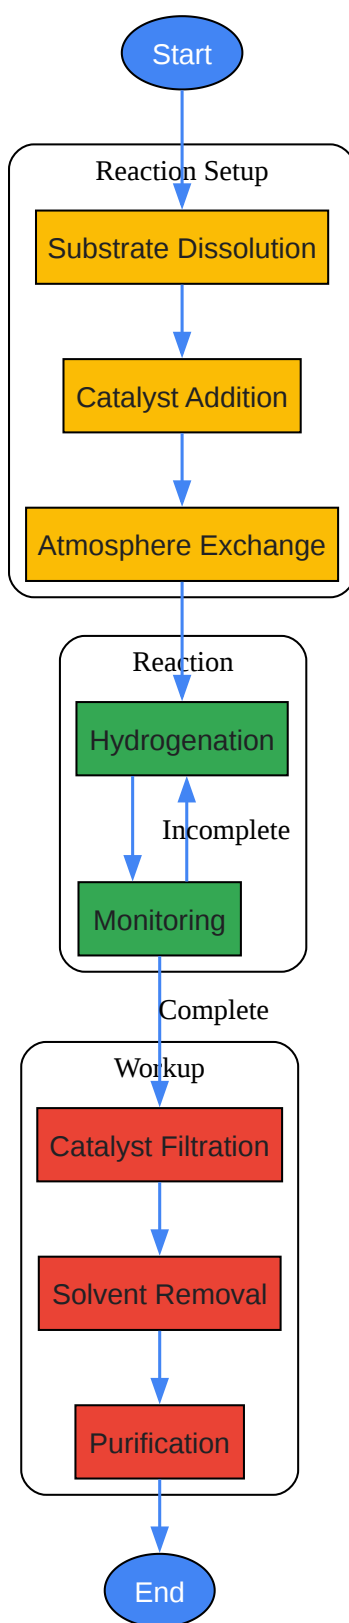 Start
Reaction Setup
Substrate Dissolution
Catalyst Addition
Atmosphere Exchange
Reaction
Hydrogenation
Incomplete
Monitoring
Complete
Workup
Catalyst Filtration
Solvent Removal
Purification
End